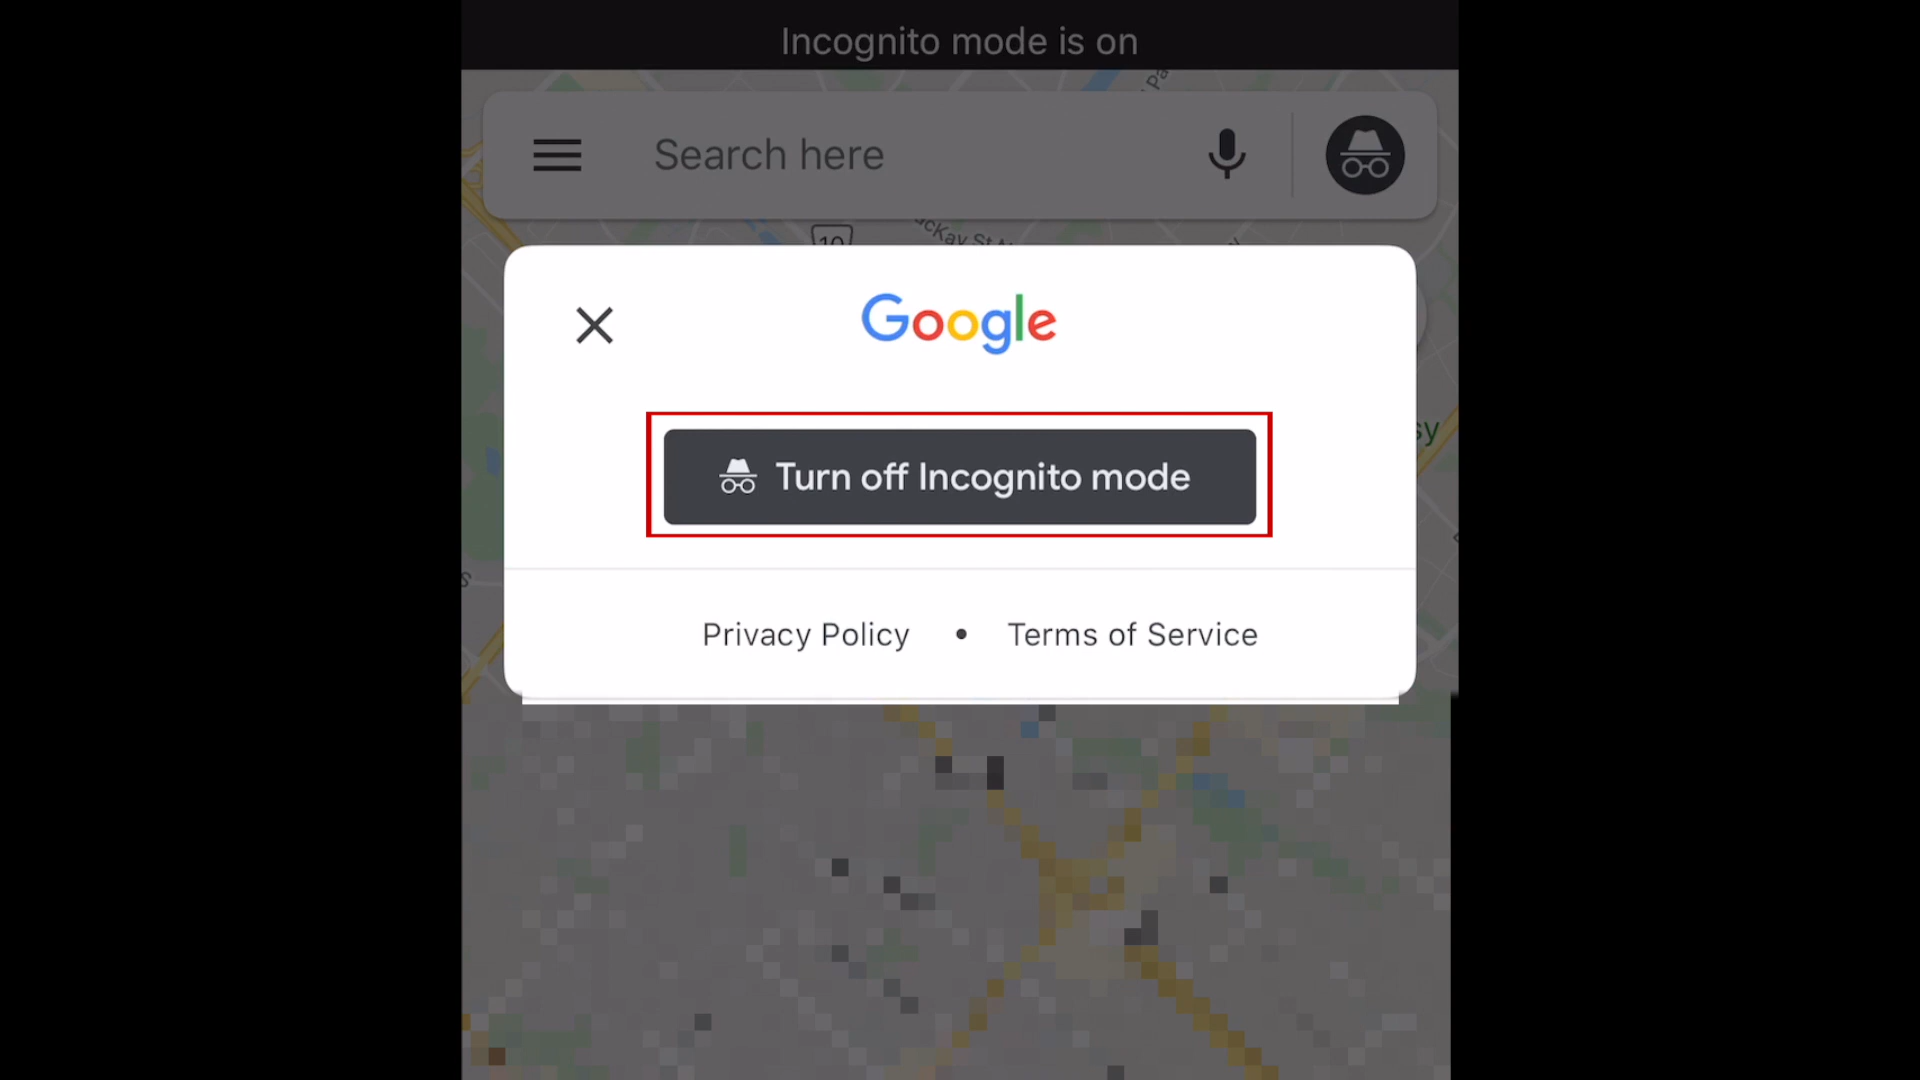 Incognito mode is on
Search here
Google
Turn off Incognito mode
Privacy Policy • Terms of Service